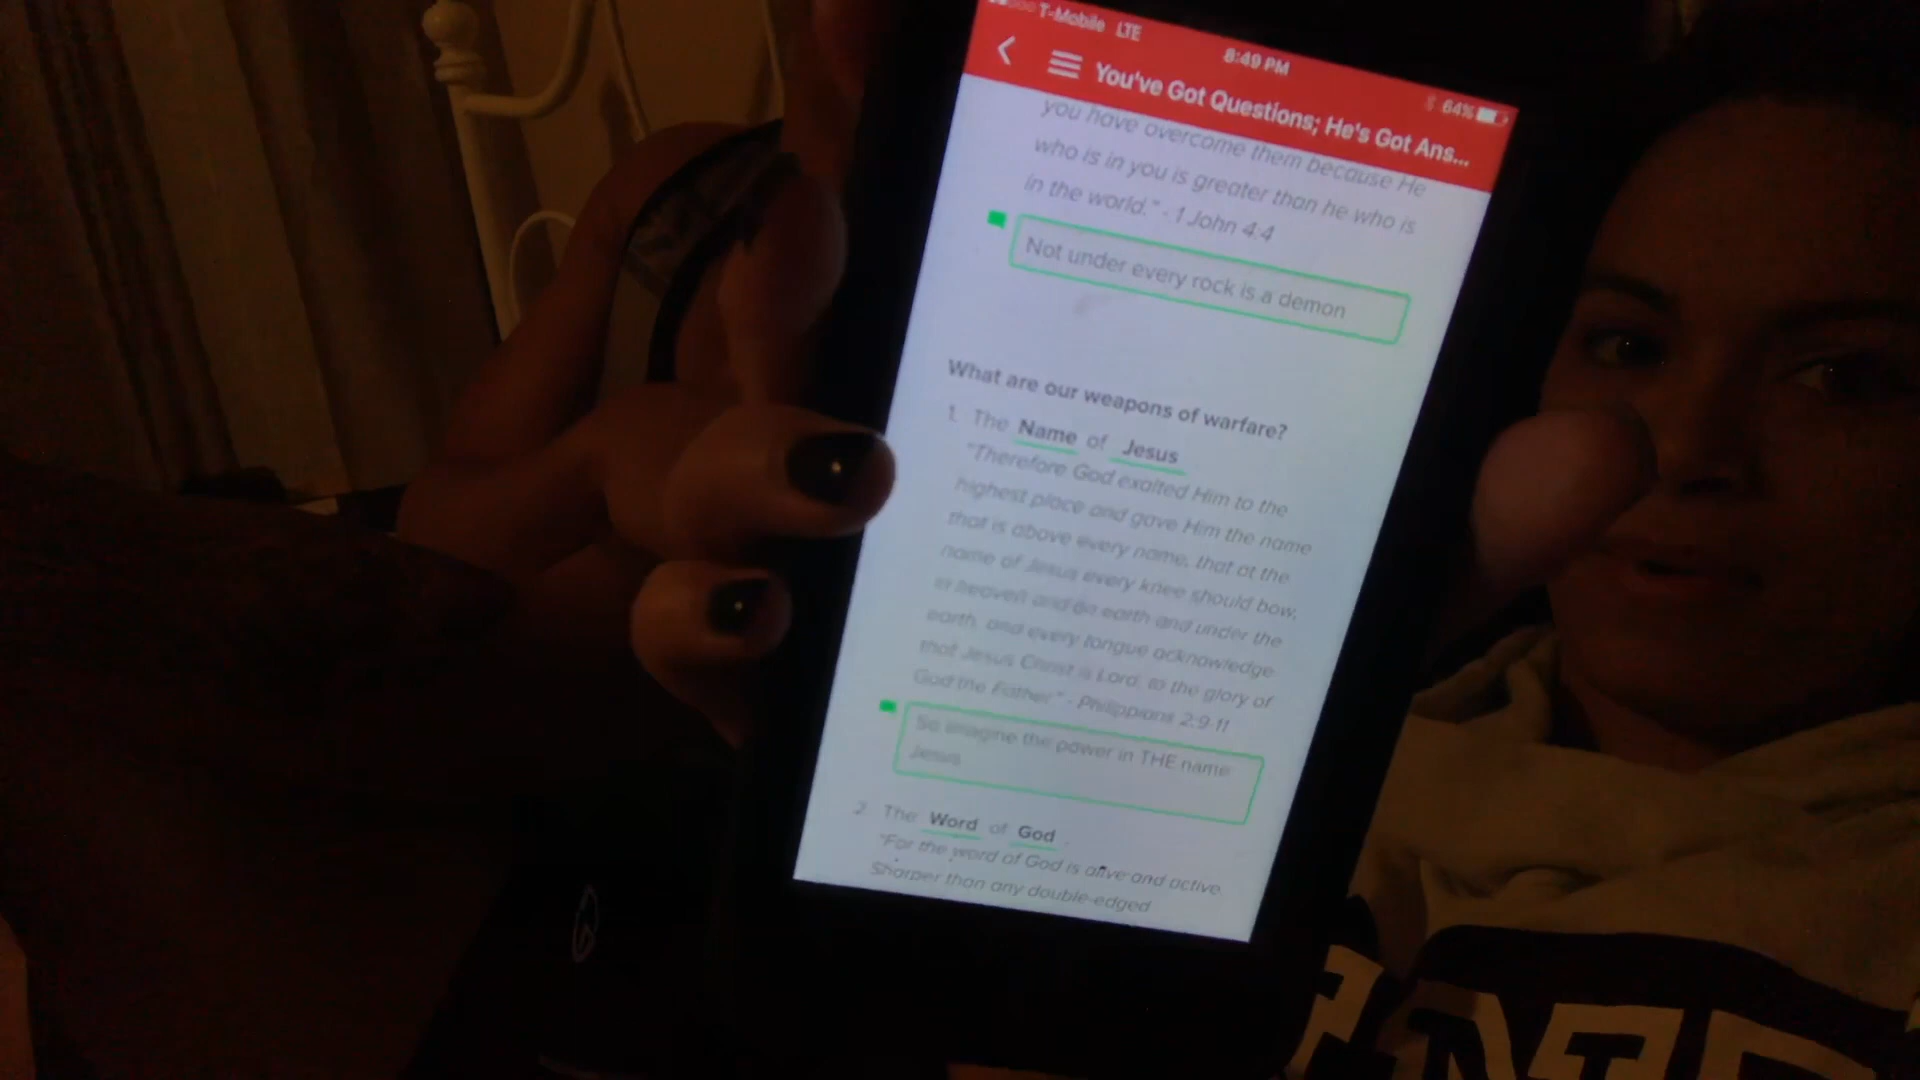 T-Mobile LTE 8:49 PM 64%
You've Got Questions; He's Got Ans...
you have overcome them because He
who is in you is greater than he who is
in the world." - 1 John 4:4
Not under every rock is a demon
What are our weapons of warfare?
1. The Name of Jesus
"Therefore God exalted Him to the
highest place and gave Him the name
that is above every name, that at the
name of Jesus every knee should bow,
in heaven and on earth and under the
earth, and every tongue acknowledge
that Jesus Christ is Lord, to the glory of
God the Father." - Philippians 2:9-11
So imagine the power in THE name
Jesus
2. The Word of God.
"For the word of God is alive and active.
Sharper than any double-edged